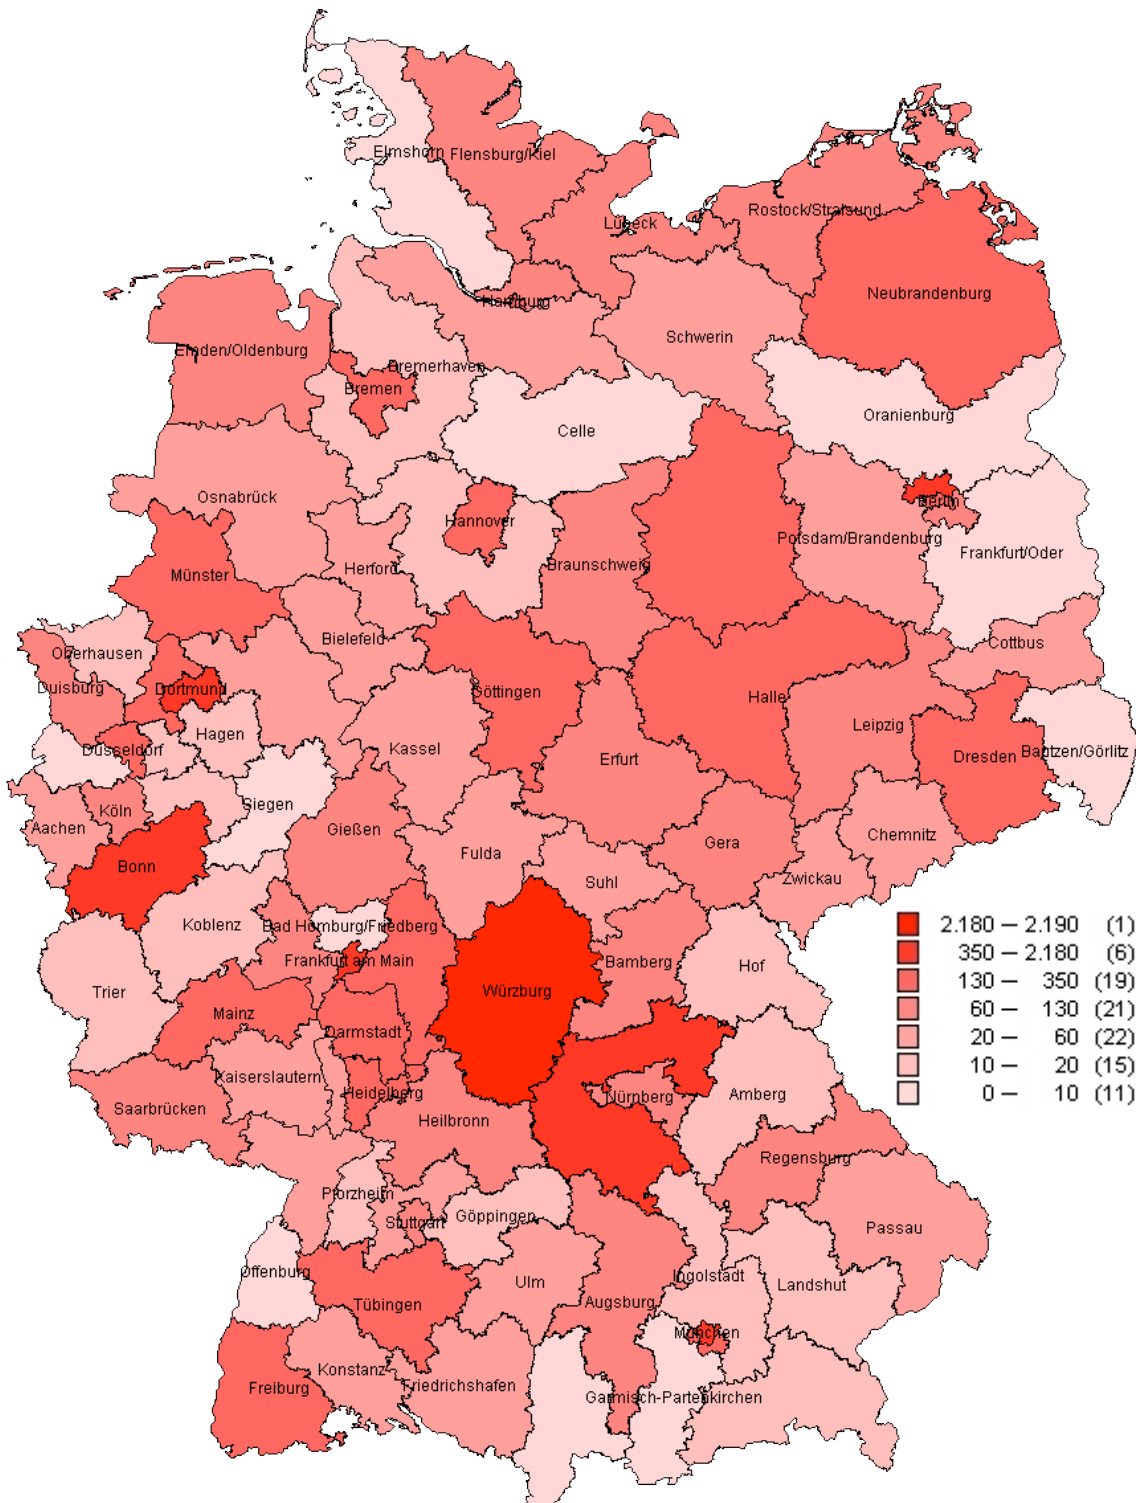 Elmshorn
Flensburg/Kiel
Rostock/Stralsund
Lübeck
Neubrandenburg
Hamburg
Schwerin
Emden/Oldenburg
Bremerhaven
Bremen
Oranienburg
Celle
Osnabrück
Berlin
Hannover
Potsdam/Brandenburg
Frankfurt/Oder
Braunschweig
Herford
Münster
Bielefeld
Cottbus
Oberhausen
Duisburg
Dortmund
Göttingen
Halle
Leipzig
Hagen
Düsseldorf
Kassel
Erfurt
Dresden
Bautzen/Görlitz
Siegen
Köln
Aachen
Gießen
Chemnitz
Gera
Fulda
Bonn
Suhl
Zwickau
Koblenz
Bad Homburg/Friedberg
2.180 — 2.190 (1)
350 — 2.180 (6)
130 — 350 (19)
60 — 130 (21)
20 — 60 (22)
10 — 20 (15)
0 — 10 (11)
Frankfurt am Main
Bamberg
Hof
Trier
Würzburg
Mainz
Darmstadt
Kaiserslautern
Heidelberg
Nürnberg
Amberg
Saarbrücken
Heilbronn
Regensburg
Pforzheim
Stuttgart
Göppingen
Passau
Offenburg
Ulm
Ingolstadt
Landshut
Tübingen
Augsburg
München
Konstanz
Freiburg
Friedrichshafen
Garmisch-Partenkirchen